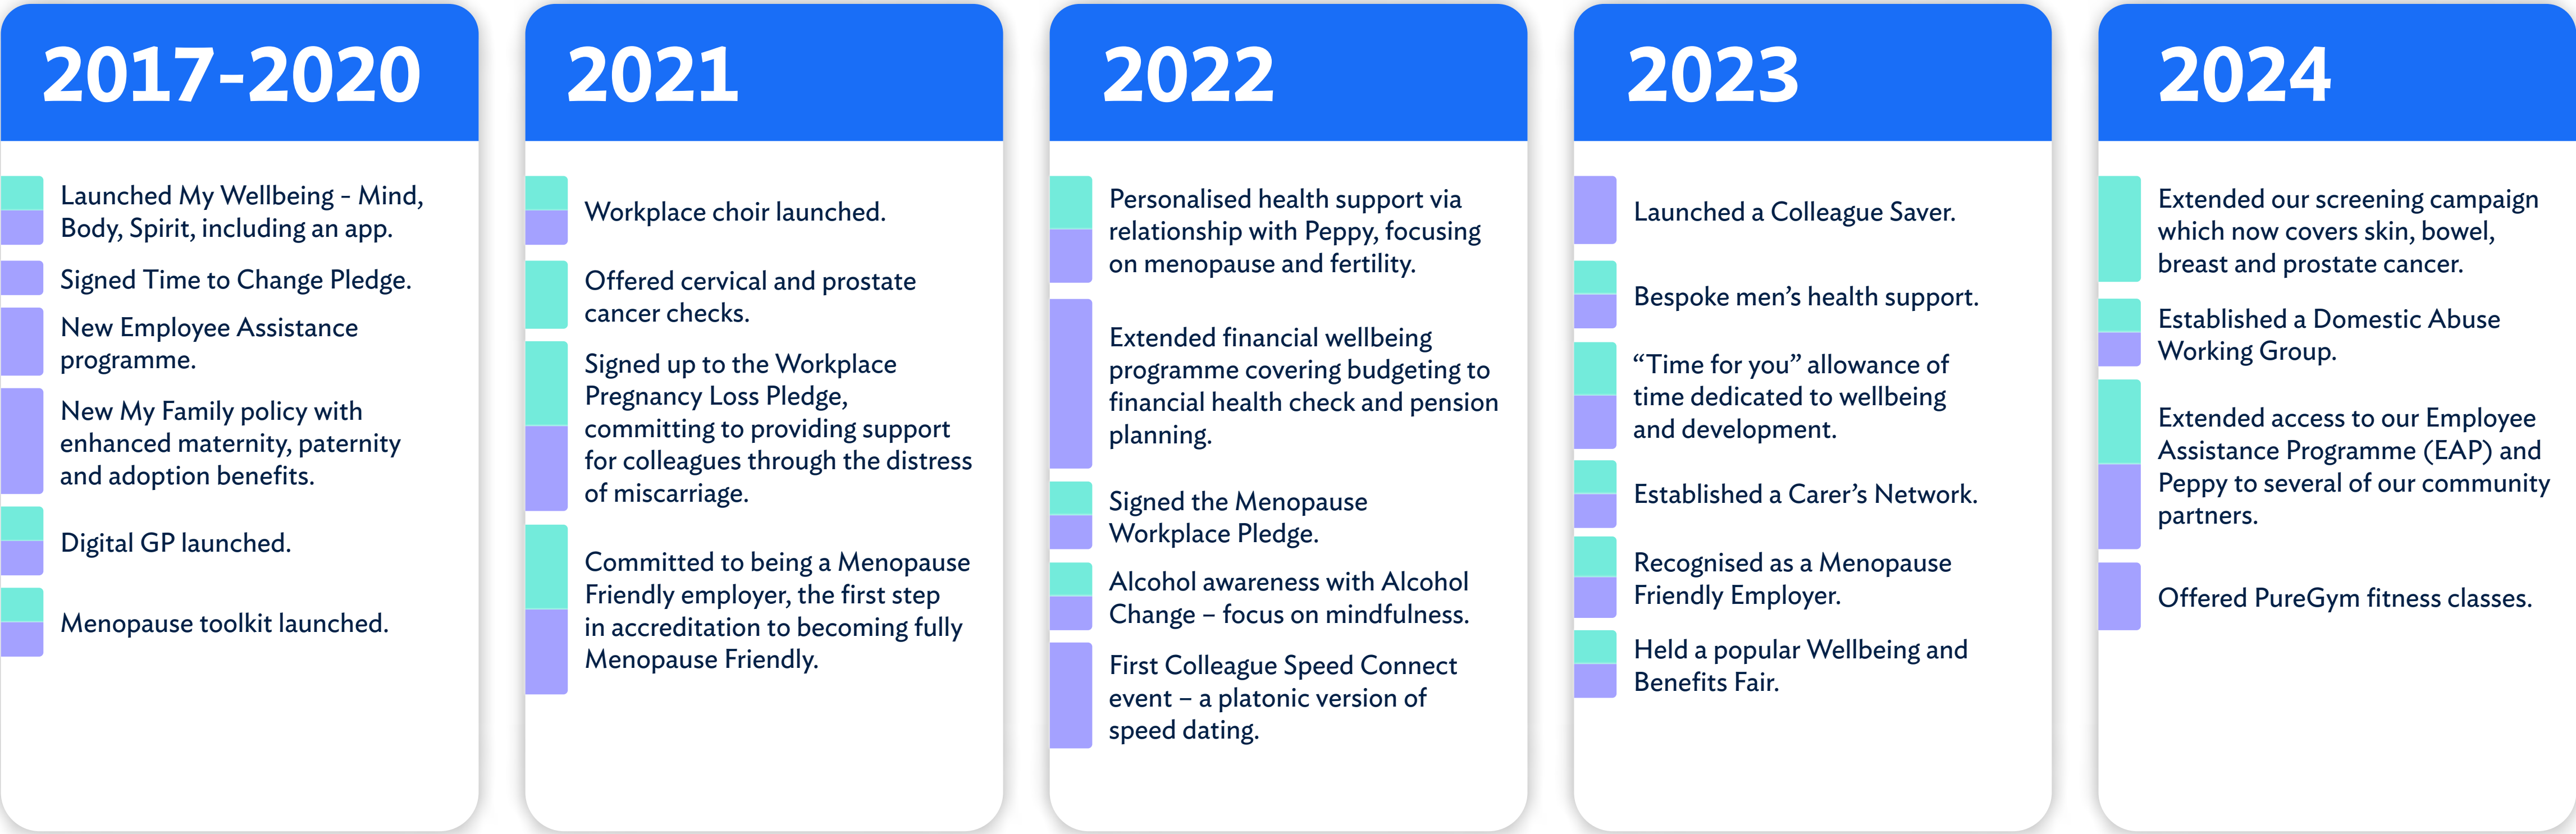 2017-2020
Launched My Wellbeing - Mind,
Body, Spirit, including an app.
Signed Time to Change Pledge.
New Employee Assistance
programme.
New My Family policy with
enhanced maternity, paternity
and adoption benefits.
Digital GP launched.
Menopause toolkit launched.
2021
Workplace choir launched.
Offered cervical and prostate
cancer checks.
Signed up to the Workplace
Pregnancy Loss Pledge,
committing to providing support
for colleagues through the distress
of miscarriage.
Committed to being a Menopause
Friendly employer, the first step
in accreditation to becoming fully
Menopause Friendly.
2022
Personalised health support via
relationship with Peppy, focusing
on menopause and fertility.
Extended financial wellbeing
programme covering budgeting to
financial health check and pension
planning.
Signed the Menopause
Workplace Pledge.
Alcohol awareness with Alcohol
Change – focus on mindfulness.
First Colleague Speed Connect
event – a platonic version of
speed dating.
2023
Launched a Colleague Saver.
Bespoke men’s health support.
“Time for you” allowance of
time dedicated to wellbeing
and development.
Established a Carer’s Network.
Recognised as a Menopause
Friendly Employer.
Held a popular Wellbeing and
Benefits Fair.
2024
Extended our screening campaign
which now covers skin, bowel,
breast and prostate cancer.
Established a Domestic Abuse
Working Group.
Extended access to our Employee
Assistance Programme (EAP) and
Peppy to several of our community
partners.
Offered PureGym fitness classes.